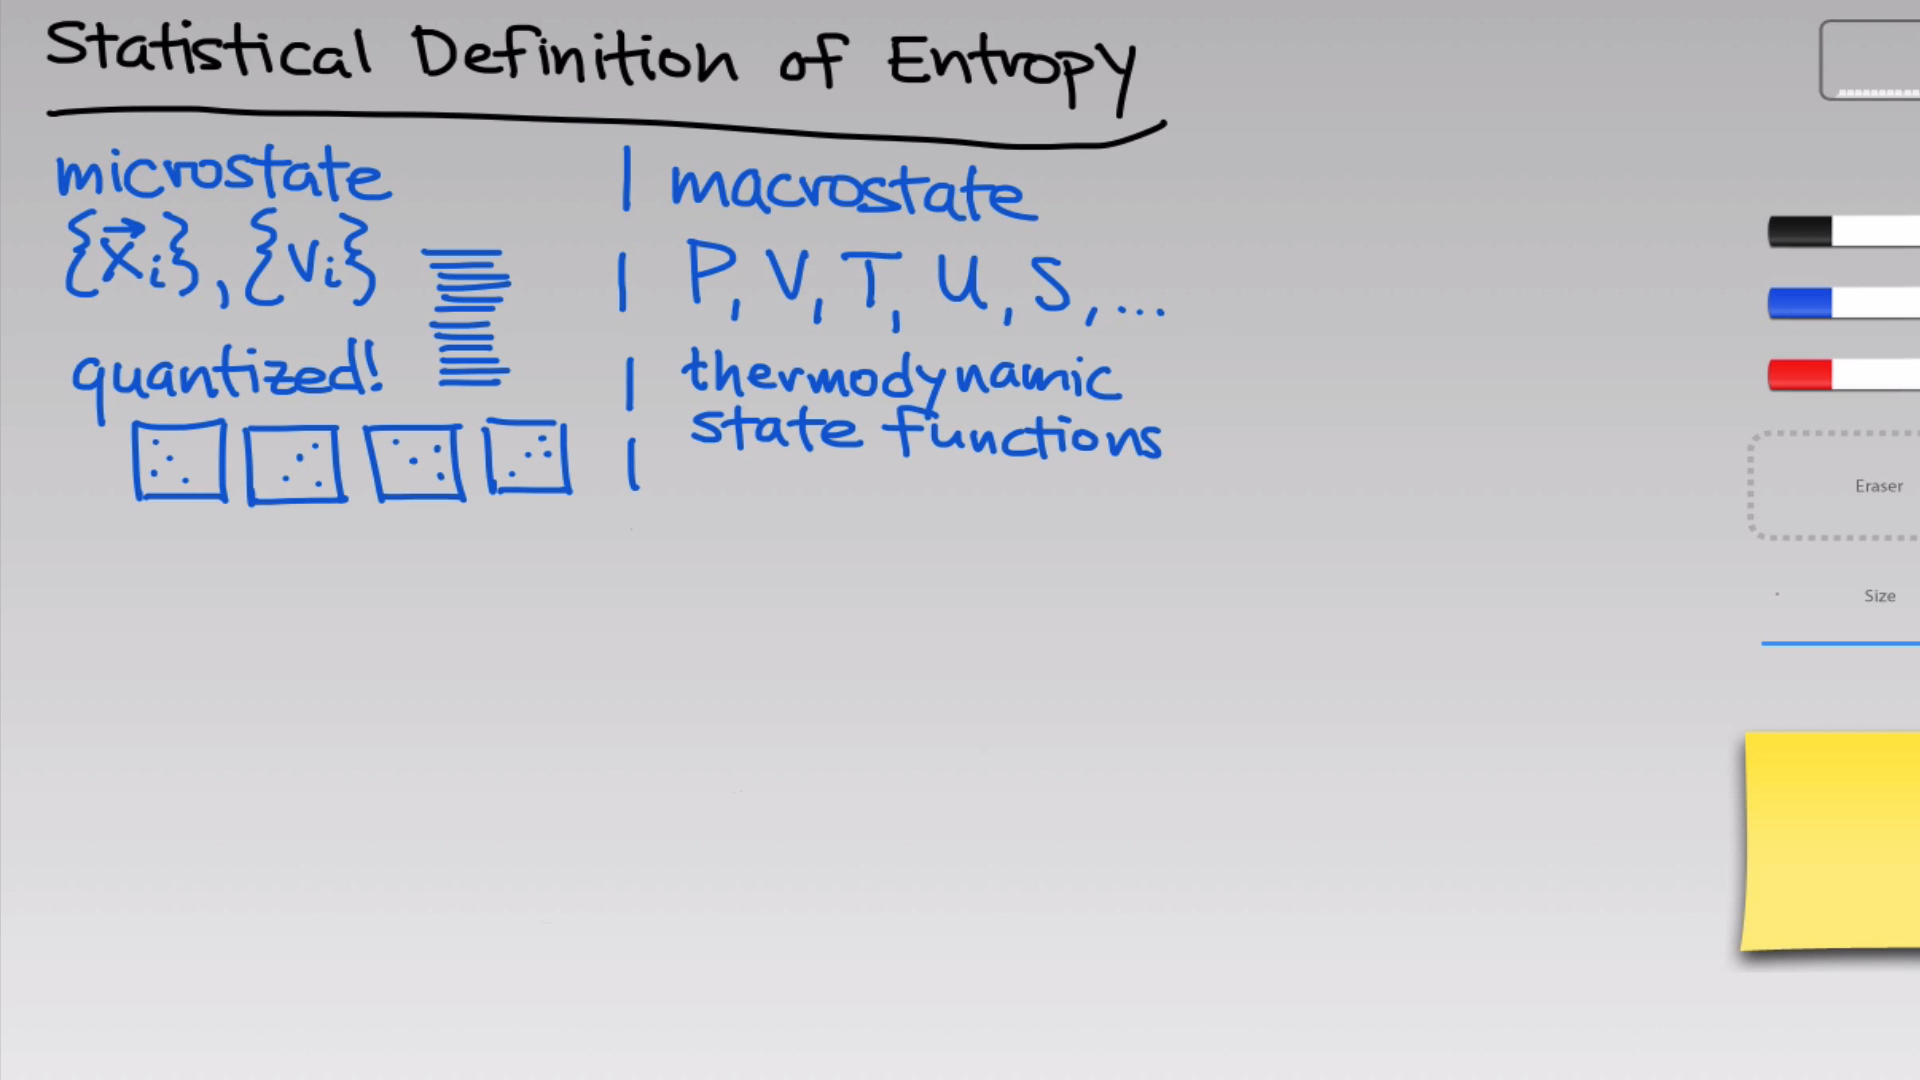 Statistical Definition of Entropy
microstate
{x⃗ᵢ}, {vᵢ}
quantized!
macrostate
P, V, T, U, S, ...
thermodynamic
state functions
Eraser
Size